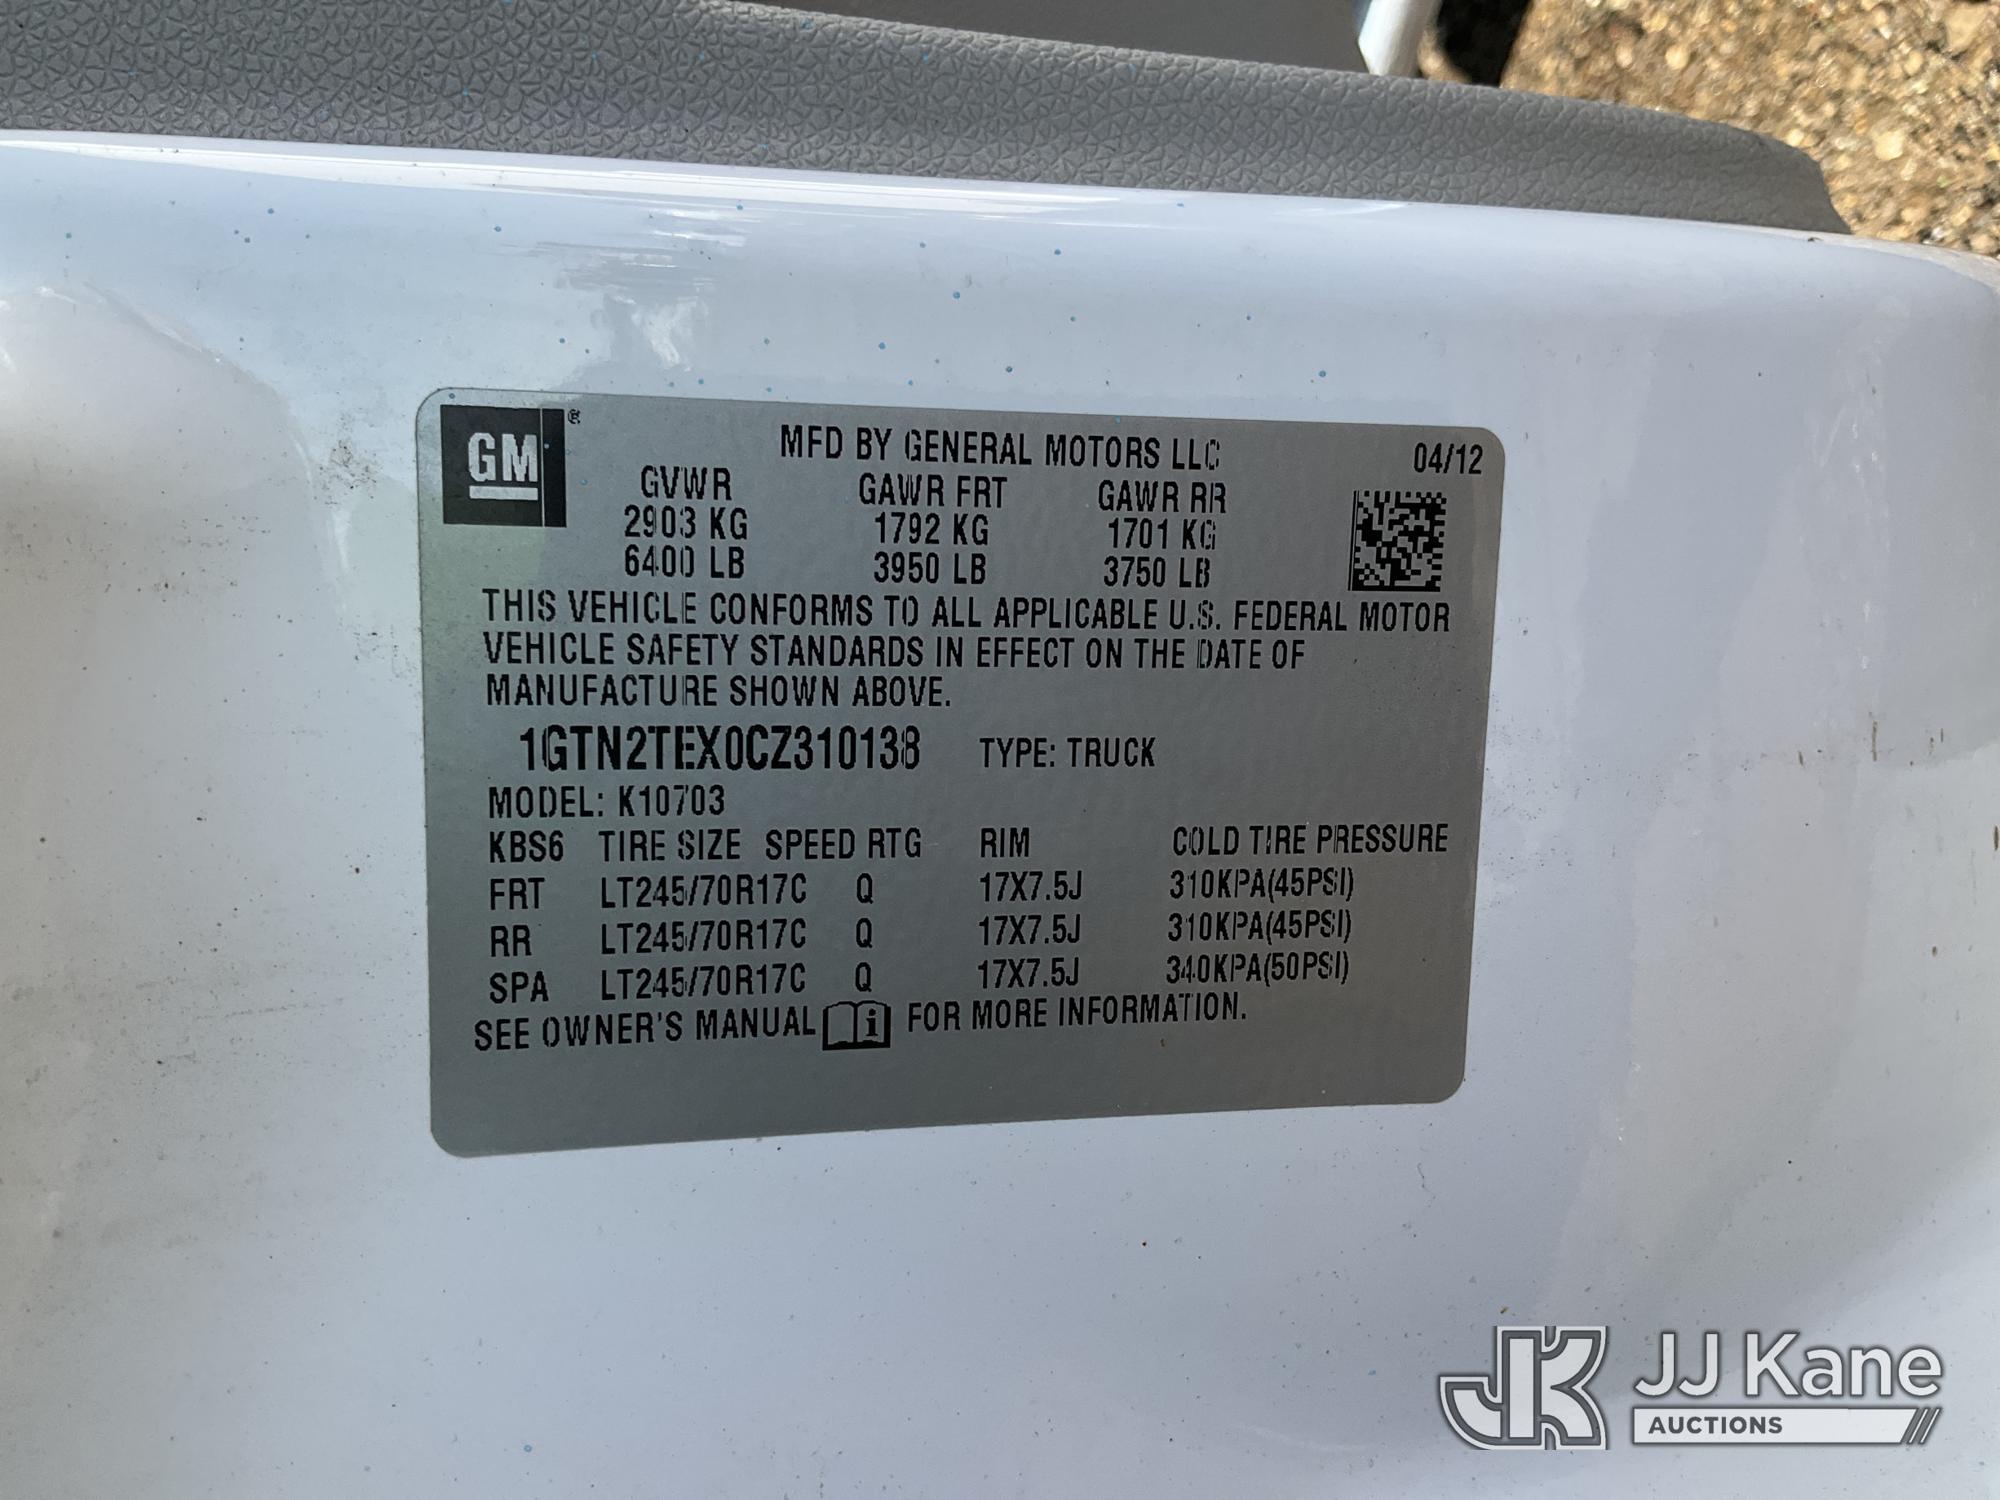 GM®
MFD BY GENERAL MOTORS LLC 04/12
GVWR GAWR FRT GAWR RR
2903 KG 1792 KG 1701 KG
6400 LB 3950 LB 3750 LB
THIS VEHICLE CONFORMS TO ALL APPLICABLE U.S. FEDERAL MOTOR
VEHICLE SAFETY STANDARDS IN EFFECT ON THE DATE OF
MANUFACTURE SHOWN ABOVE.
1GTN2TEX0CZ310138 TYPE: TRUCK
MODEL: K10703
KBS6 TIRE SIZE SPEED RTG RIM COLD TIRE PRESSURE
FRT LT245/70R17C Q 17X7.5J 310KPA(45PSI)
RR LT245/70R17C Q 17X7.5J 310KPA(45PSI)
SPA LT245/70R17C Q 17X7.5J 340KPA(50PSI)
SEE OWNER'S MANUAL i FOR MORE INFORMATION.
JK JJ Kane
AUCTIONS